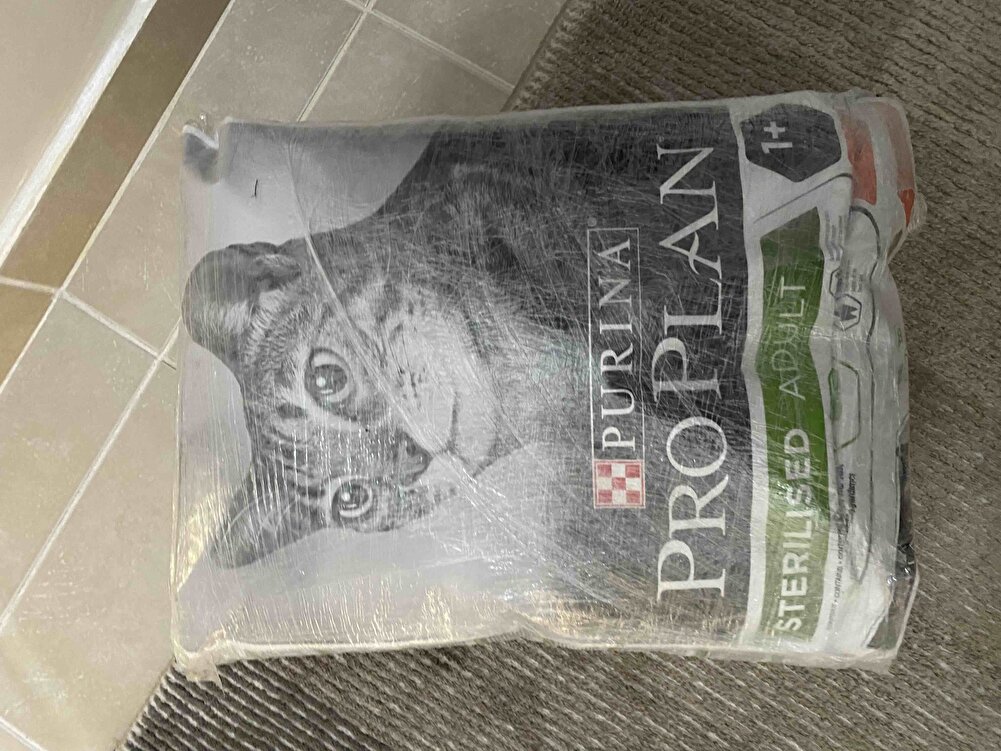 PURINA®
PRO PLAN
1+
STERILISED ADULT